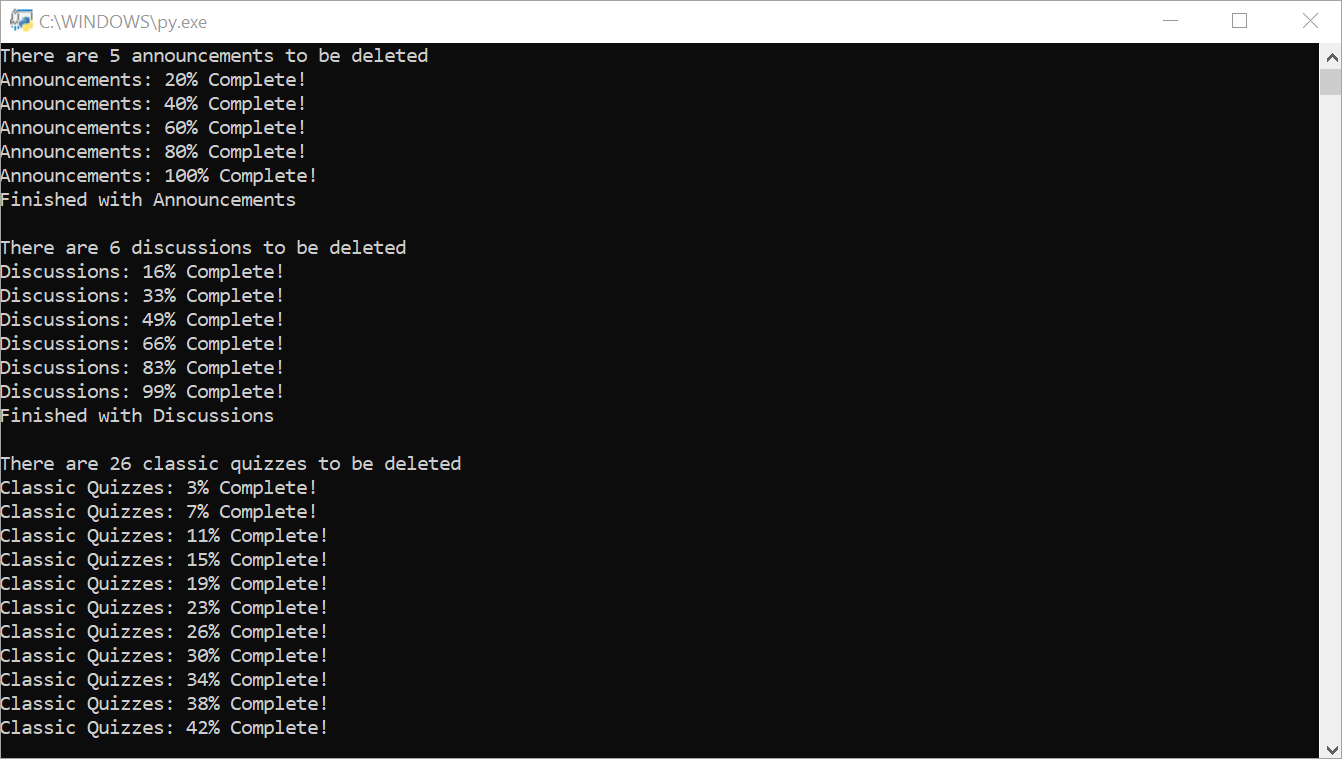 C:\WINDOWS\py.exe
There are 5 announcements to be deleted
Announcements: 20% Complete!
Announcements: 40% Complete!
Announcements: 60% Complete!
Announcements: 80% Complete!
Announcements: 100% Complete!
Finished with Announcements
There are 6 discussions to be deleted
Discussions: 16% Complete!
Discussions: 33% Complete!
Discussions: 49% Complete!
Discussions: 66% Complete!
Discussions: 83% Complete!
Discussions: 99% Complete!
Finished with Discussions
There are 26 classic quizzes to be deleted
Classic Quizzes: 3% Complete!
Classic Quizzes: 7% Complete!
Classic Quizzes: 11% Complete!
Classic Quizzes: 15% Complete!
Classic Quizzes: 19% Complete!
Classic Quizzes: 23% Complete!
Classic Quizzes: 26% Complete!
Classic Quizzes: 30% Complete!
Classic Quizzes: 34% Complete!
Classic Quizzes: 38% Complete!
Classic Quizzes: 42% Complete!